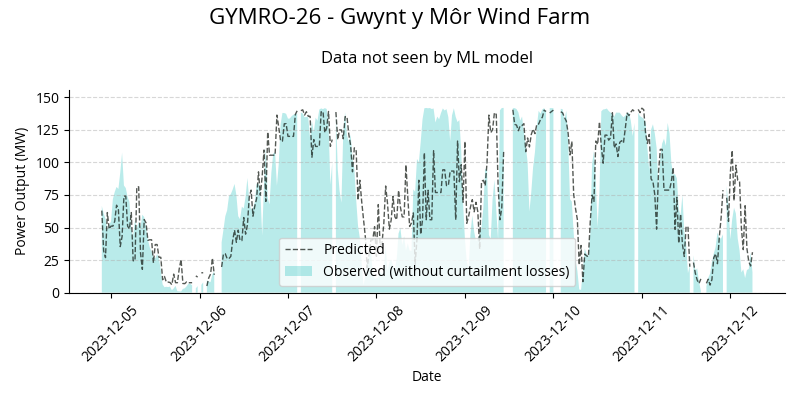 GYMRO-26 - Gwynt y Môr Wind Farm
Data not seen by ML model
150
125
100
75
50
25
0
Power Output (MW)
Predicted
Observed (without curtailment losses)
2023-12-05
2023-12-06
2023-12-07
2023-12-08
2023-12-09
2023-12-10
2023-12-11
2023-12-12
Date